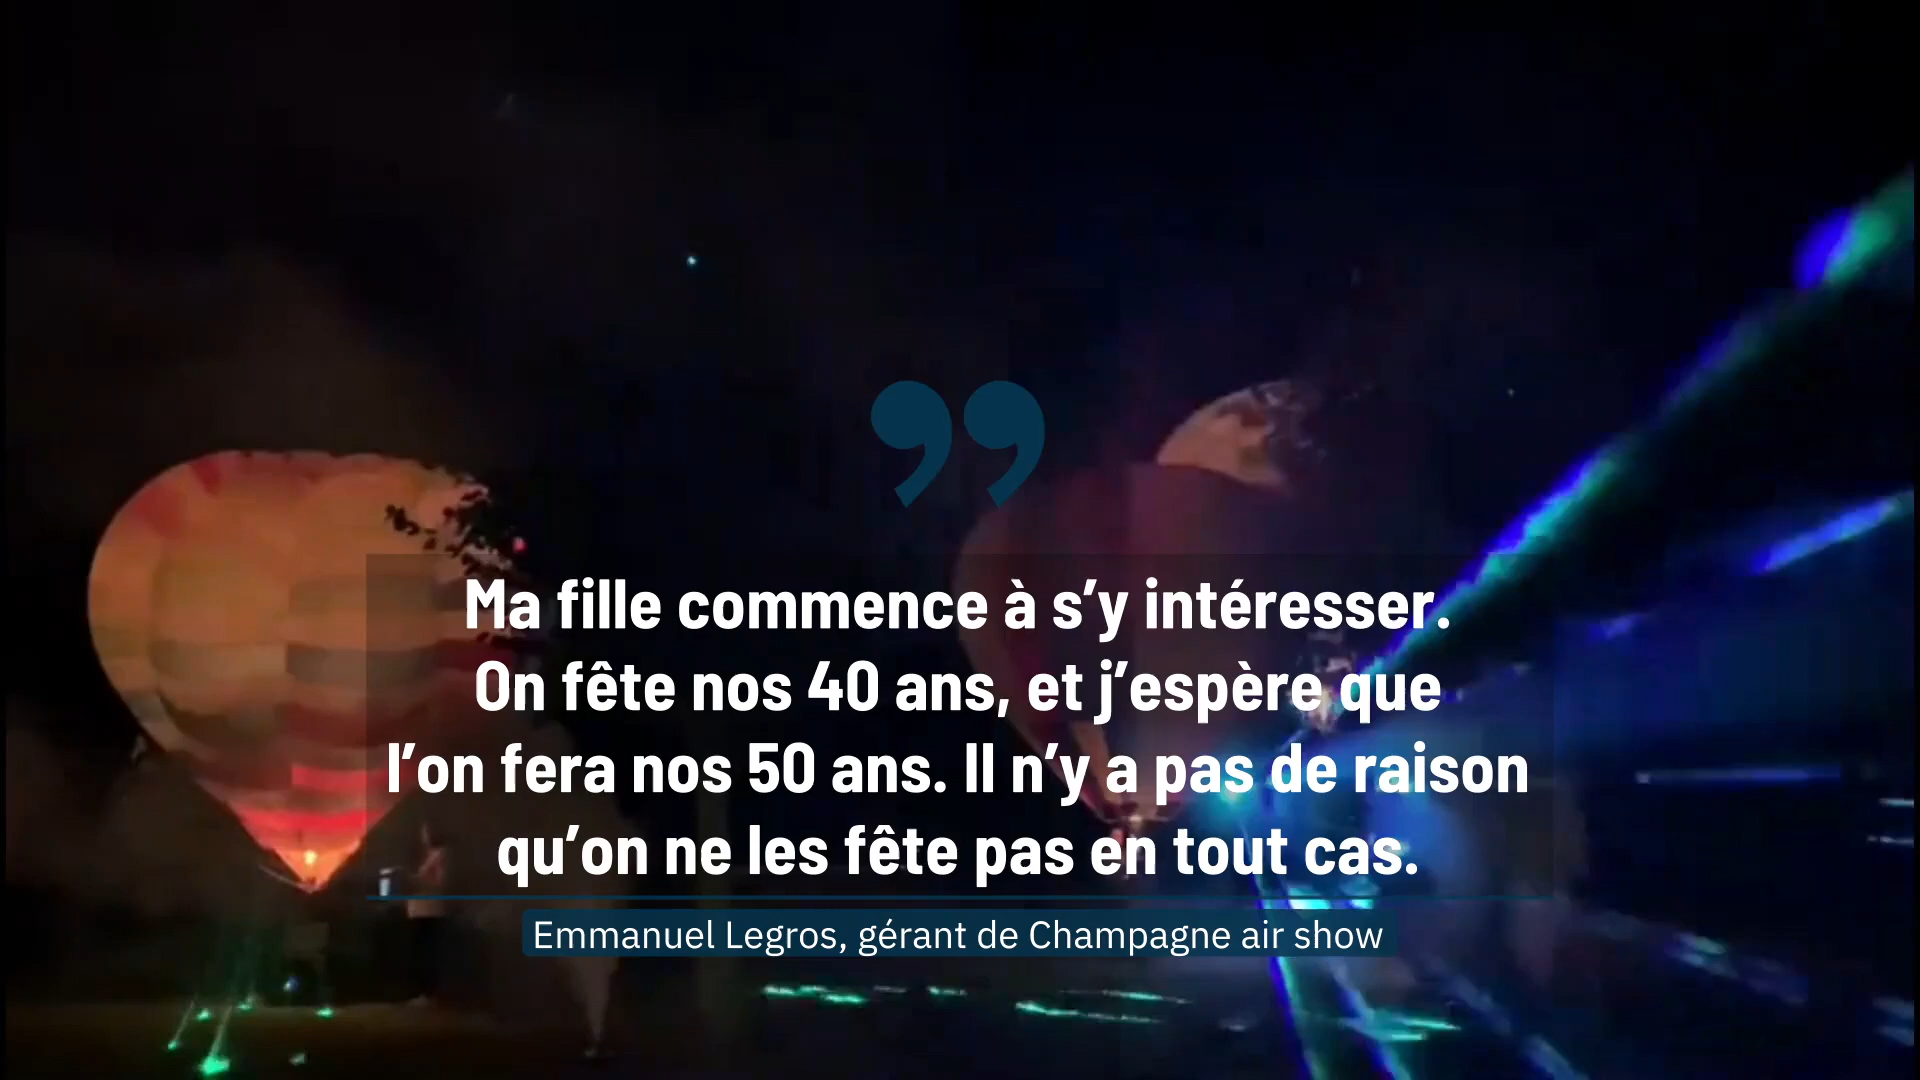 Ma fille commence à s’y intéresser.
On fête nos 40 ans, et j’espère que
l’on fera nos 50 ans. Il n’y a pas de raison
qu’on ne les fête pas en tout cas.
Emmanuel Legros, gérant de Champagne air show